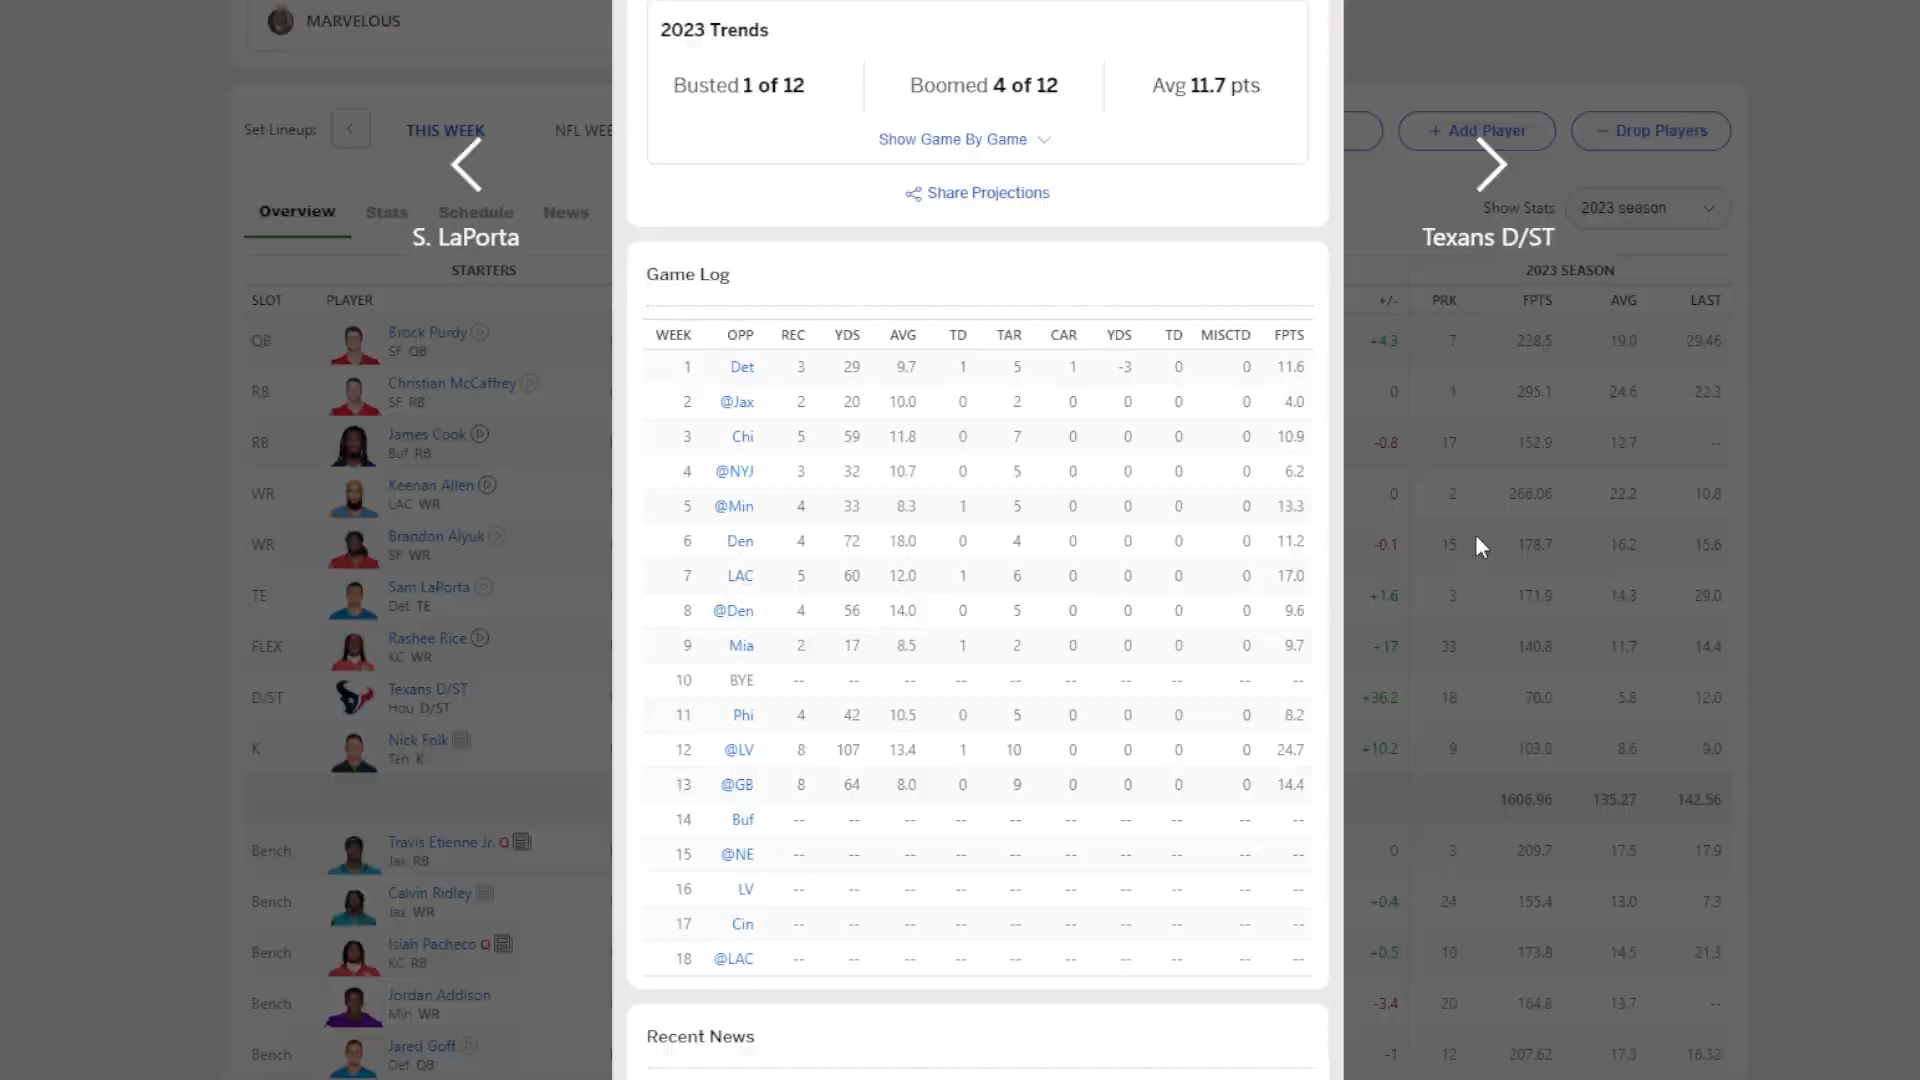 MARVELOUS
Set Lineup: THIS WEEK NFL WEE
+ Add Player − Drop Players
Overview Stats Schedule News
Show Stats 2023 season
S. LaPorta
Texans D/ST
STARTERS
2023 SEASON
SLOT PLAYER
+/- PRK FPTS AVG LAST
QB Brock Purdy
SF QB
+4.3 7 228.5 19.0 29.46
RB Christian McCaffrey
SF RB
0 1 295.1 24.6 22.3
RB James Cook
Buf RB
-0.8 17 152.9 12.7 --
WR Keenan Allen
LAC WR
0 2 266.06 22.2 10.8
WR Brandon Aiyuk
SF WR
-0.1 15 178.7 16.2 15.6
TE Sam LaPorta
Det TE
+1.6 3 171.9 14.3 29.0
FLEX Rashee Rice
KC WR
+17 33 140.8 11.7 14.4
D/ST Texans D/ST
Hou D/ST
+36.2 18 70.0 5.8 12.0
K Nick Folk
Ten K
+10.2 9 103.0 8.6 9.0
1606.96 135.27 142.56
Bench Travis Etienne Jr. Q
Jax RB
0 3 209.7 17.5 17.9
Bench Calvin Ridley
Jax WR
+0.4 24 155.4 13.0 7.3
Bench Isiah Pacheco Q
KC RB
+0.5 10 173.8 14.5 21.3
Bench Jordan Addison
Min WR
-3.4 20 164.8 13.7 --
Bench Jared Goff
Det QB
-1 12 207.62 17.3 18.32
2023 Trends
Busted 1 of 12 Boomed 4 of 12 Avg 11.7 pts
Show Game By Game
Share Projections
Game Log
WEEK OPP REC YDS AVG TD TAR CAR YDS TD MISCTD FPTS
1 Det 3 29 9.7 1 5 1 -3 0 0 11.6
2 @Jax 2 20 10.0 0 2 0 0 0 0 4.0
3 Chi 5 59 11.8 0 7 0 0 0 0 10.9
4 @NYJ 3 32 10.7 0 5 0 0 0 0 6.2
5 @Min 4 33 8.3 1 5 0 0 0 0 13.3
6 Den 4 72 18.0 0 4 0 0 0 0 11.2
7 LAC 5 60 12.0 1 6 0 0 0 0 17.0
8 @Den 4 56 14.0 0 5 0 0 0 0 9.6
9 Mia 2 17 8.5 1 2 0 0 0 0 9.7
10 BYE -- -- -- -- -- -- -- -- -- --
11 Phi 4 42 10.5 0 5 0 0 0 0 8.2
12 @LV 8 107 13.4 1 10 0 0 0 0 24.7
13 @GB 8 64 8.0 0 9 0 0 0 0 14.4
14 Buf -- -- -- -- -- -- -- -- -- --
15 @NE -- -- -- -- -- -- -- -- -- --
16 LV -- -- -- -- -- -- -- -- -- --
17 Cin -- -- -- -- -- -- -- -- -- --
18 @LAC -- -- -- -- -- -- -- -- -- --
Recent News